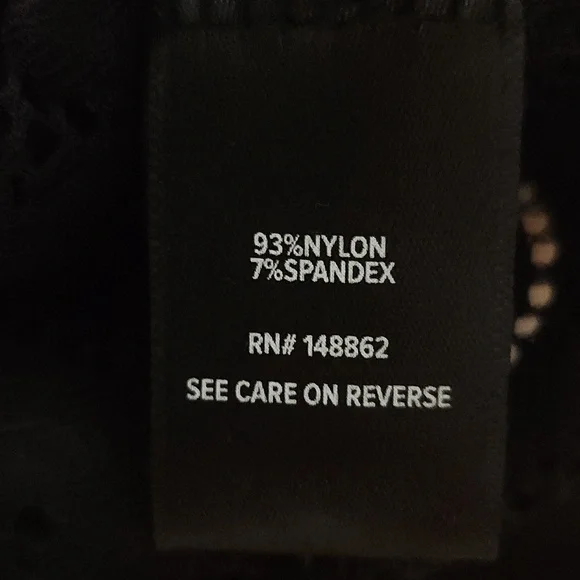 93%NYLON
7%SPANDEX
RN# 148862
SEE CARE ON REVERSE